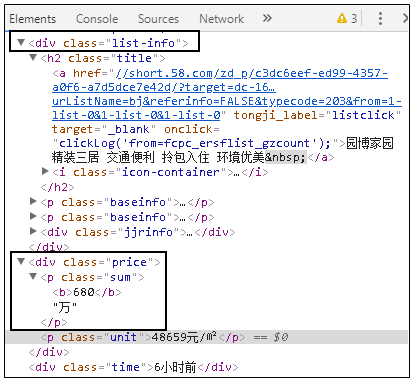 Elements Console Sources Network » ⚠ 3
▼<div class="list-info">
▼<h2 class="title">
▼<a href="//short.58.com/zd_p/c3dc6eef-ed99-4357-
a0f6-a7d5dce7e42d/?target=dc-16…
urListName=bj&referinfo=FALSE&typecode=203&from=1-
list-0&1-list-0&1-list-0" tongji_label="listclick"
target="_blank" onclick=
"clickLog('from=fcpc_ersflist_gzcount');">园博家园
精装三居 交通便利 拎包入住 环境优美&nbsp;</a>
▶<i class="icon-container">…</i>
</h2>
▶<p class="baseinfo">…</p>
▶<p class="baseinfo">…</p>
▶<div class="jjrinfo">…</div>
</div>
▼<div class="price">
▼<p class="sum">
<b>680</b>
"万"
</p>
<p class="unit">48659元/㎡</p> == $0
</div>
<div class="time">6小时前</div>